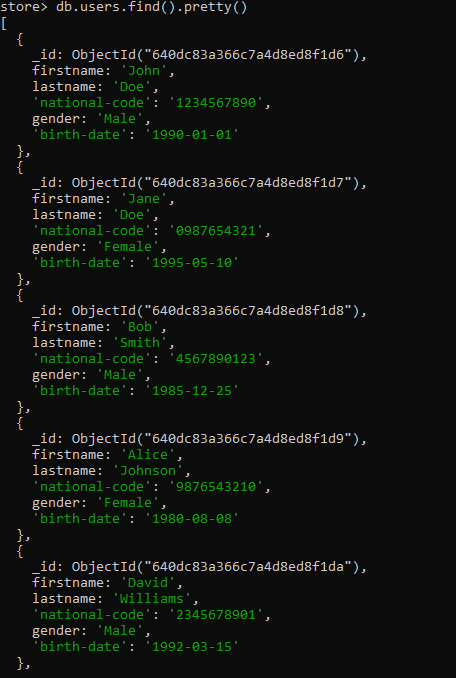 store> db.users.find().pretty()
[
  {
    _id: ObjectId("640dc83a366c7a4d8ed8f1d6"),
    firstname: 'John',
    lastname: 'Doe',
    'national-code': '1234567890',
    gender: 'Male',
    'birth-date': '1990-01-01'
  },
  {
    _id: ObjectId("640dc83a366c7a4d8ed8f1d7"),
    firstname: 'Jane',
    lastname: 'Doe',
    'national-code': '0987654321',
    gender: 'Female',
    'birth-date': '1995-05-10'
  },
  {
    _id: ObjectId("640dc83a366c7a4d8ed8f1d8"),
    firstname: 'Bob',
    lastname: 'Smith',
    'national-code': '4567890123',
    gender: 'Male',
    'birth-date': '1985-12-25'
  },
  {
    _id: ObjectId("640dc83a366c7a4d8ed8f1d9"),
    firstname: 'Alice',
    lastname: 'Johnson',
    'national-code': '9876543210',
    gender: 'Female',
    'birth-date': '1980-08-08'
  },
  {
    _id: ObjectId("640dc83a366c7a4d8ed8f1da"),
    firstname: 'David',
    lastname: 'Williams',
    'national-code': '2345678901',
    gender: 'Male',
    'birth-date': '1992-03-15'
  },